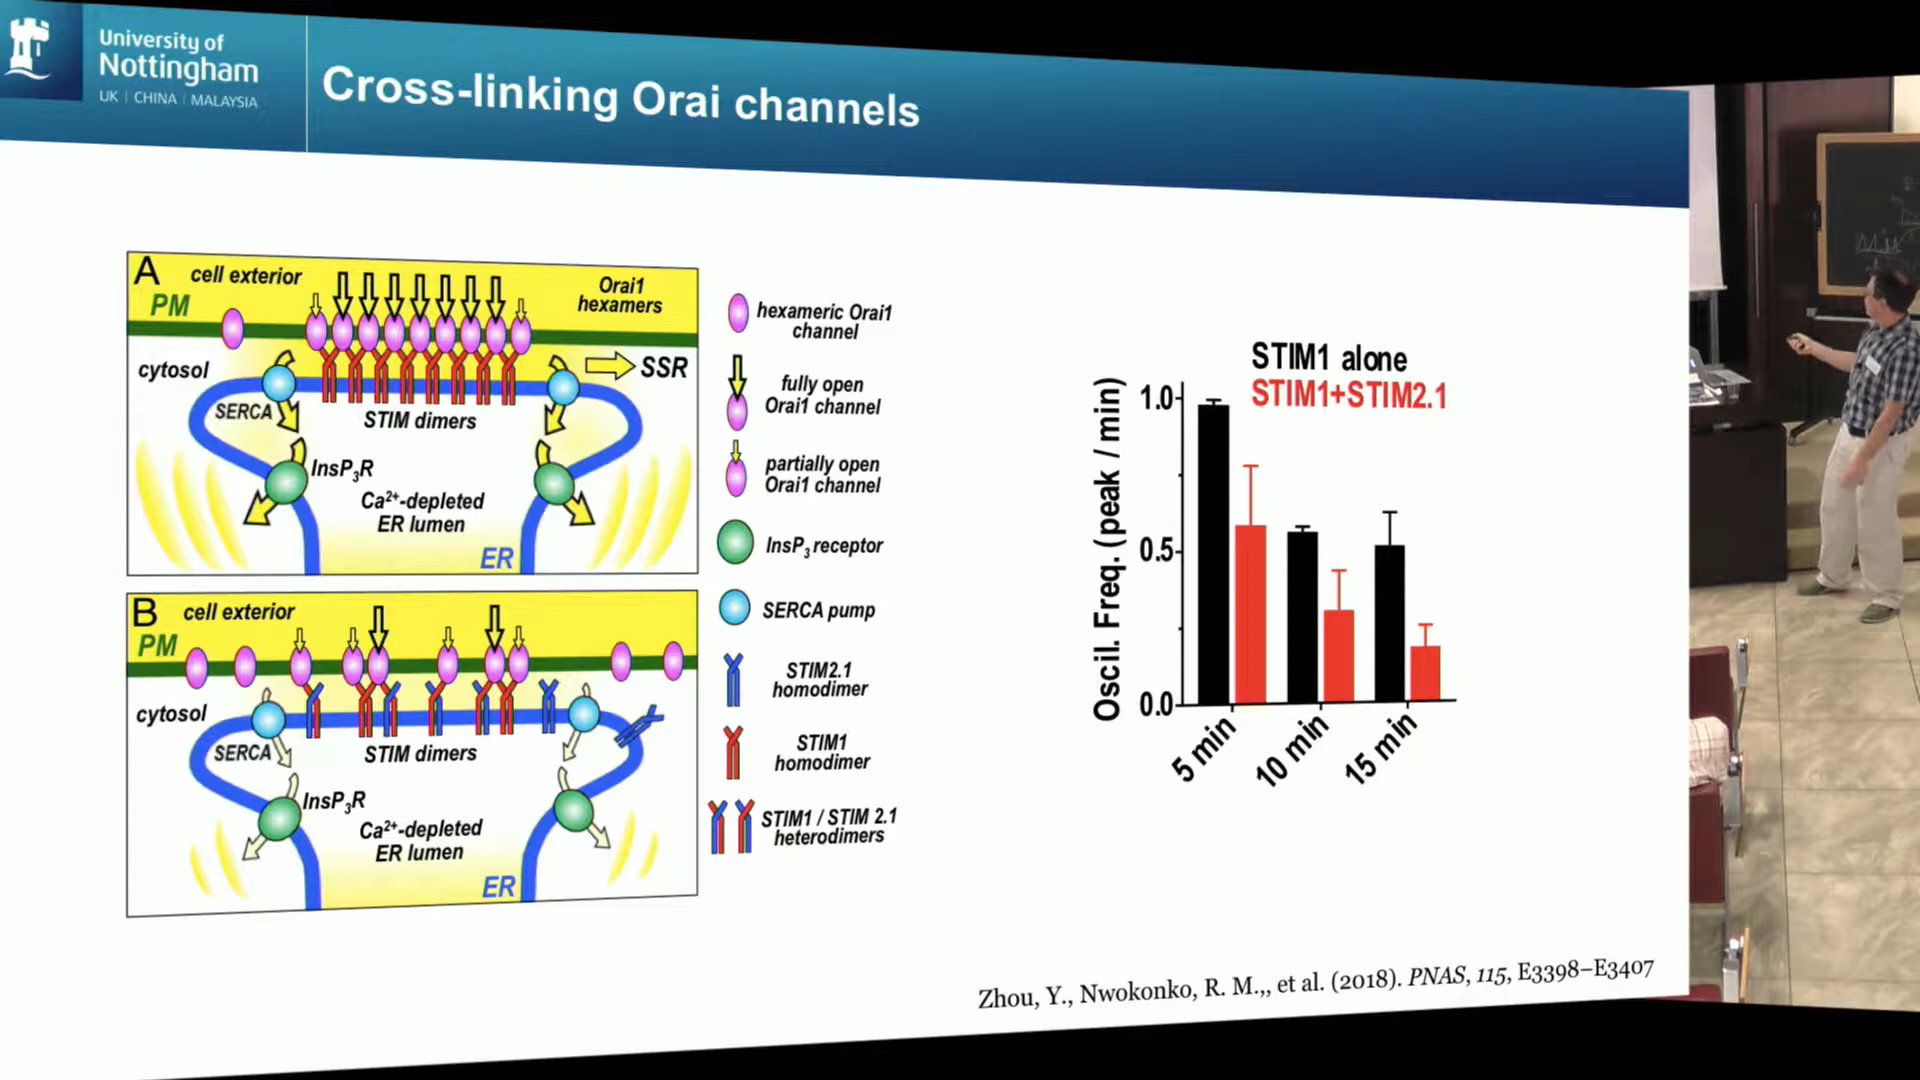 University of
Nottingham
UK | CHINA | MALAYSIA
Cross-linking Orai channels
A
cell exterior
PM
Orai1
hexamers
cytosol
SSR
SERCA
STIM dimers
InsP3R
Ca2+-depleted
ER lumen
ER
B
cell exterior
PM
cytosol
SERCA
STIM dimers
InsP3R
Ca2+-depleted
ER lumen
ER
hexameric Orai1
channel
fully open
Orai1 channel
partially open
Orai1 channel
InsP3 receptor
SERCA pump
STIM2.1
homodimer
STIM1
homodimer
STIM1 / STIM 2.1
heterodimers
STIM1 alone
STIM1+STIM2.1
Oscil. Freq. (peak / min)
1.0
0.5
0.0
5 min
10 min
15 min
Zhou, Y., Nwokonko, R. M.,, et al. (2018). PNAS, 115, E3398–E3407